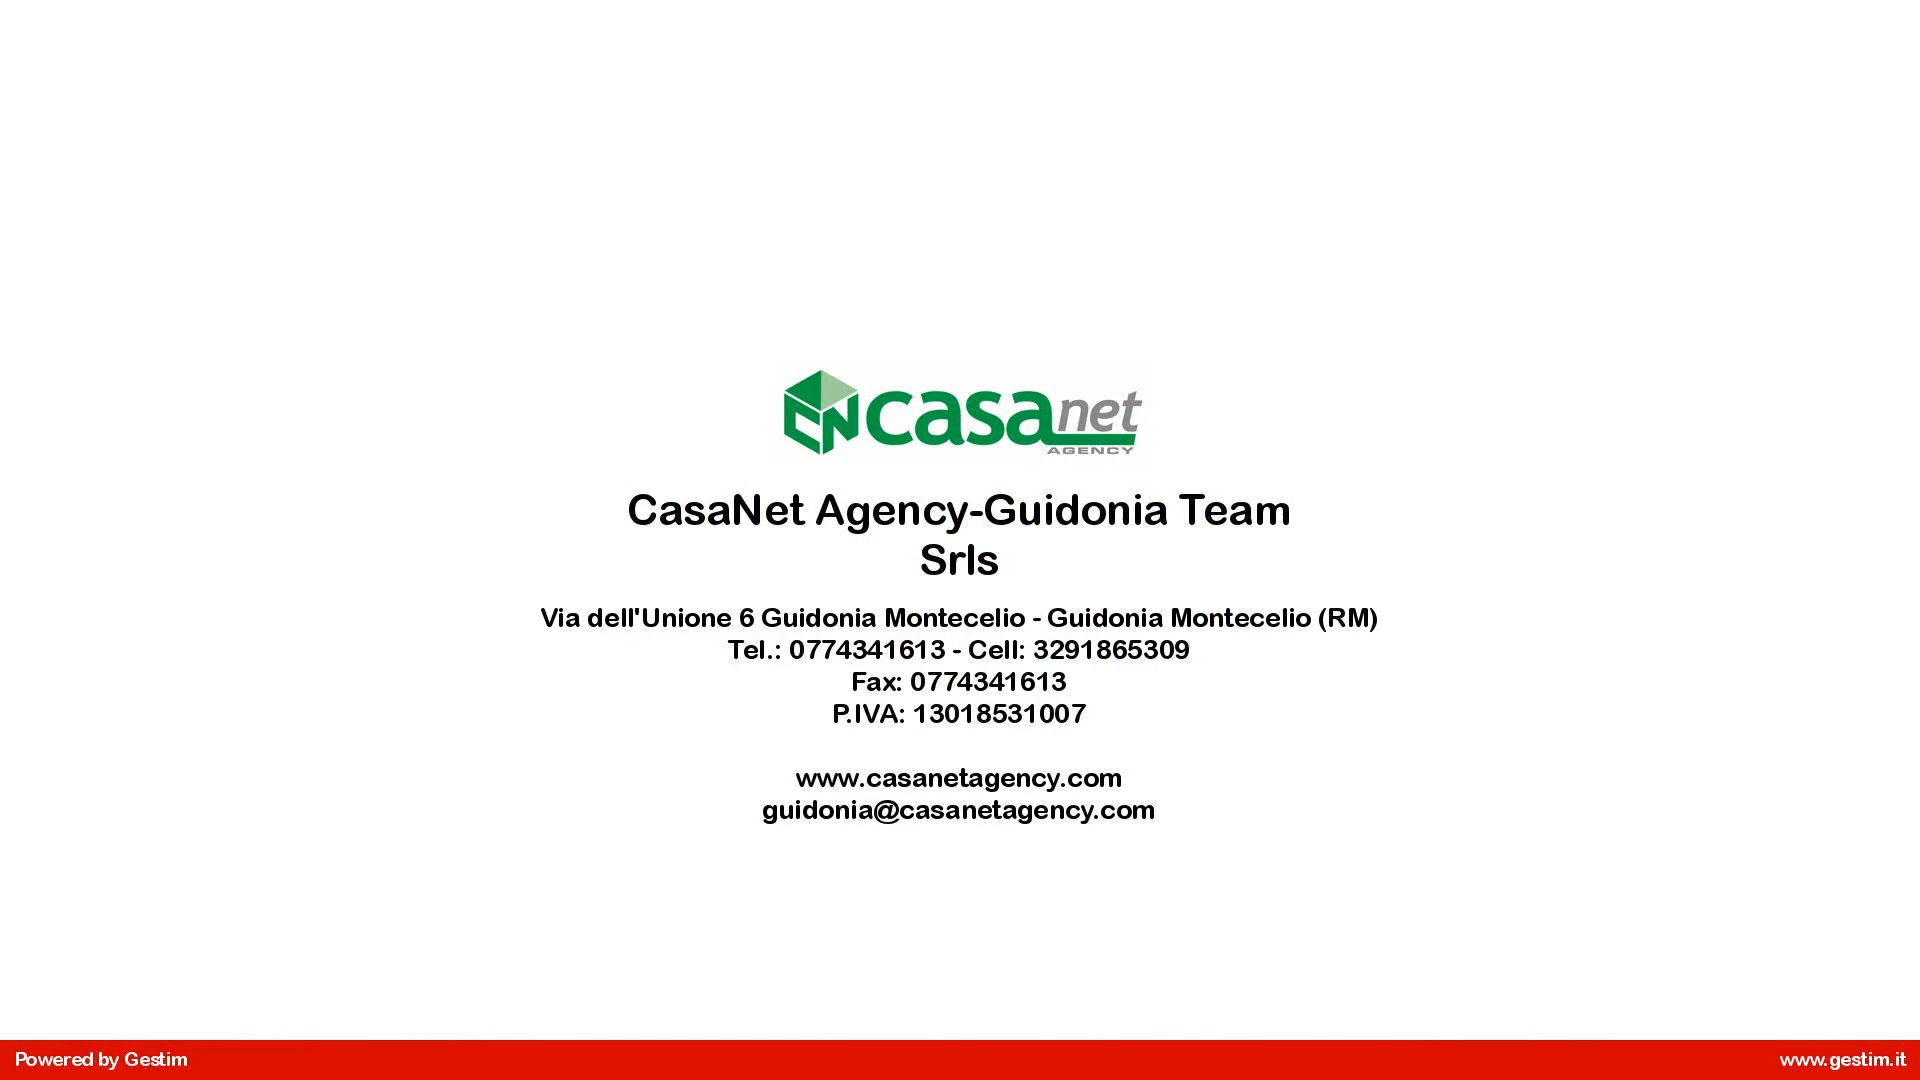 CN casanet
AGENCY
CasaNet Agency-Guidonia Team
Srls
Via dell'Unione 6 Guidonia Montecelio - Guidonia Montecelio (RM)
Tel.: 0774341613 - Cell: 3291865309
Fax: 0774341613
P.IVA: 13018531007
www.casanetagency.com
guidonia@casanetagency.com
Powered by Gestim
www.gestim.it